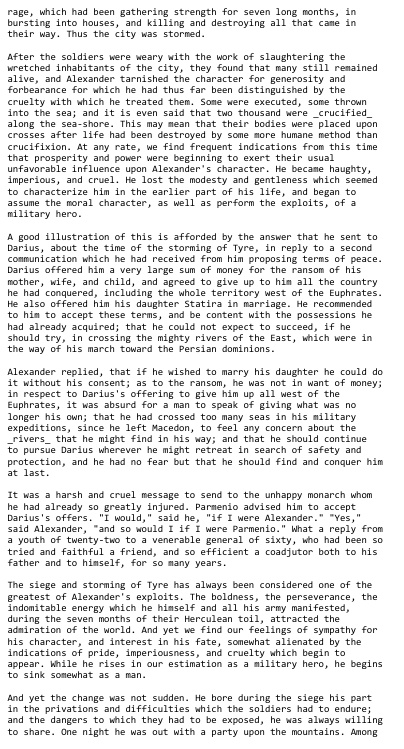 rage, which had been gathering strength for seven long months, in
bursting into houses, and killing and destroying all that came in
their way. Thus the city was stormed.

After the soldiers were weary with the work of slaughtering the
wretched inhabitants of the city, they found that many still remained
alive, and Alexander tarnished the character for generosity and
forbearance for which he had thus far been distinguished by the
cruelty with which he treated them. Some were executed, some thrown
into the sea; and it is even said that two thousand were _crucified_
along the sea-shore. This may mean that their bodies were placed upon
crosses after life had been destroyed by some more humane method than
crucifixion. At any rate, we find frequent indications from this time
that prosperity and power were beginning to exert their usual
unfavorable influence upon Alexander's character. He became haughty,
imperious, and cruel. He lost the modesty and gentleness which seemed
to characterize him in the earlier part of his life, and began to
assume the moral character, as well as perform the exploits, of a
military hero.

A good illustration of this is afforded by the answer that he sent to
Darius, about the time of the storming of Tyre, in reply to a second
communication which he had received from him proposing terms of peace.
Darius offered him a very large sum of money for the ransom of his
mother, wife, and child, and agreed to give up to him all the country
he had conquered, including the whole territory west of the Euphrates.
He also offered him his daughter Statira in marriage. He recommended
to him to accept these terms, and be content with the possessions he
had already acquired; that he could not expect to succeed, if he
should try, in crossing the mighty rivers of the East, which were in
the way of his march toward the Persian dominions.

Alexander replied, that if he wished to marry his daughter he could do
it without his consent; as to the ransom, he was not in want of money;
in respect to Darius's offering to give him up all west of the
Euphrates, it was absurd for a man to speak of giving what was no
longer his own; that he had crossed too many seas in his military
expeditions, since he left Macedon, to feel any concern about the
_rivers_ that he might find in his way; and that he should continue
to pursue Darius wherever he might retreat in search of safety and
protection, and he had no fear but that he should find and conquer him
at last.

It was a harsh and cruel message to send to the unhappy monarch whom
he had already so greatly injured. Parmenio advised him to accept
Darius's offers. "I would," said he, "if I were Alexander." "Yes,"
said Alexander, "and so would I if I were Parmenio." What a reply from
a youth of twenty-two to a venerable general of sixty, who had been so
tried and faithful a friend, and so efficient a coadjutor both to his
father and to himself, for so many years.

The siege and storming of Tyre has always been considered one of the
greatest of Alexander's exploits. The boldness, the perseverance, the
indomitable energy which he himself and all his army manifested,
during the seven months of their Herculean toil, attracted the
admiration of the world. And yet we find our feelings of sympathy for
his character, and interest in his fate, somewhat alienated by the
indications of pride, imperiousness, and cruelty which begin to
appear. While he rises in our estimation as a military hero, he begins
to sink somewhat as a man.

And yet the change was not sudden. He bore during the siege his part
in the privations and difficulties which the soldiers had to endure;
and the dangers to which they had to be exposed, he was always willing
to share. One night he was out with a party upon the mountains. Among